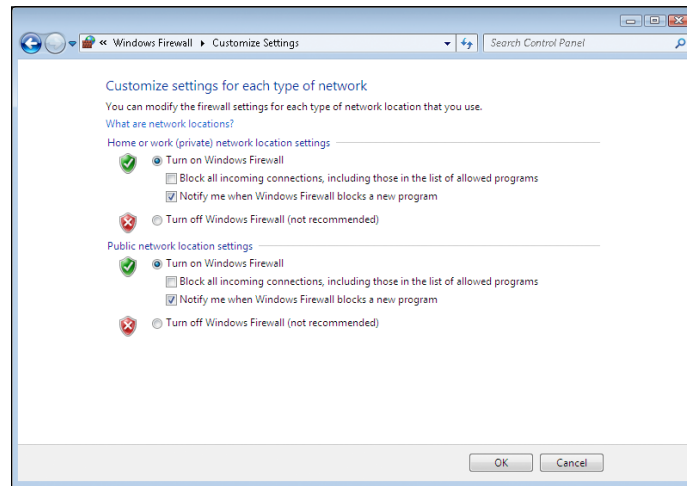 « Windows Firewall ▸ Customize Settings
Search Control Panel
Customize settings for each type of network
You can modify the firewall settings for each type of network location that you use.
What are network locations?
Home or work (private) network location settings
Turn on Windows Firewall
Block all incoming connections, including those in the list of allowed programs
Notify me when Windows Firewall blocks a new program
Turn off Windows Firewall (not recommended)
Public network location settings
Turn on Windows Firewall
Block all incoming connections, including those in the list of allowed programs
Notify me when Windows Firewall blocks a new program
Turn off Windows Firewall (not recommended)
OK
Cancel